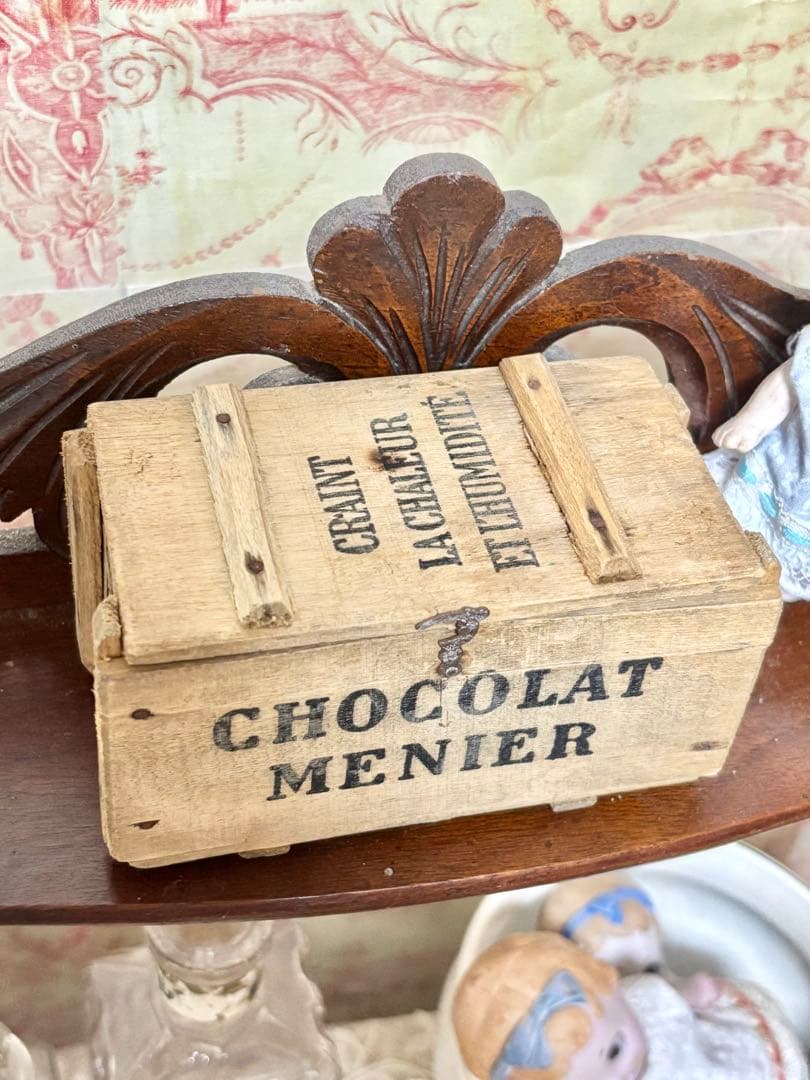 CRAINT
LA CHALEUR
ET L'HUMIDITÉ
CHOCOLAT
MENIER